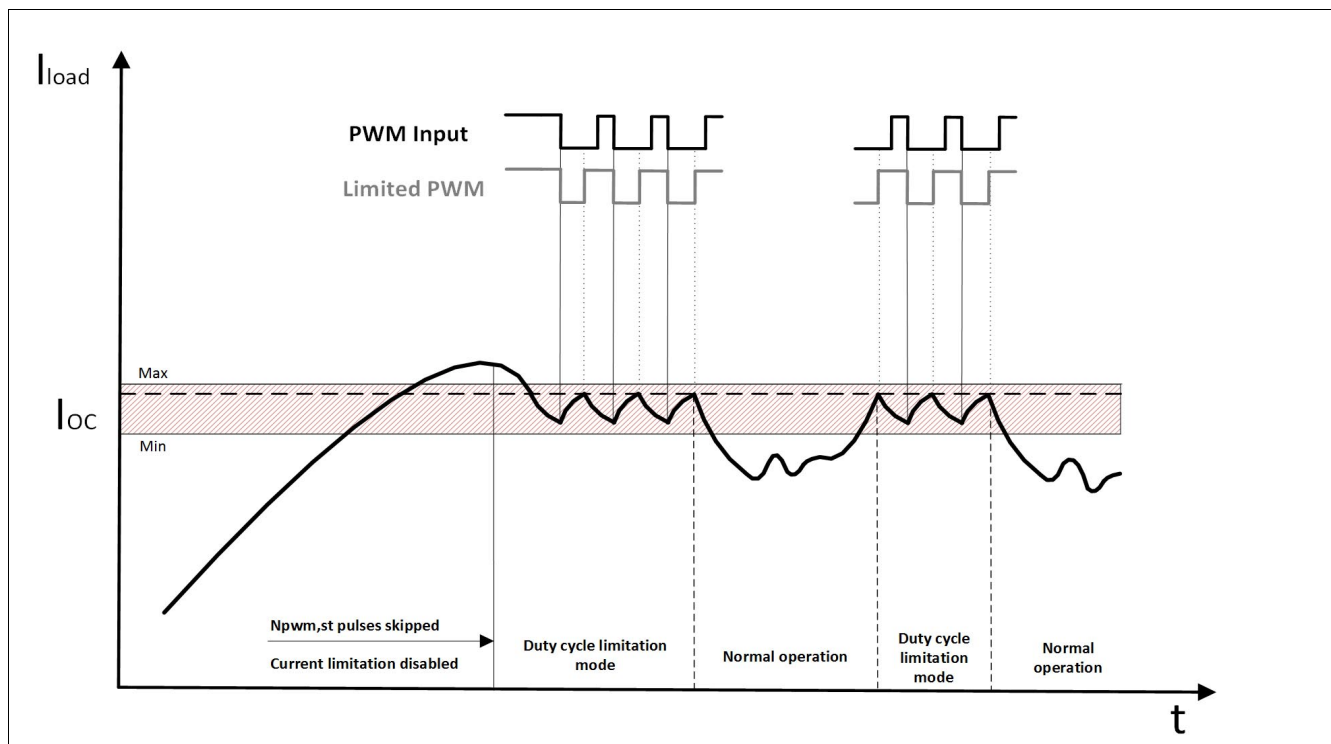 Iload
PWM Input
Limited PWM
Max
IOC
Min
Npwm,st pulses skipped
Current limitation disabled
Duty cycle limitation
mode
Normal operation
Duty cycle
limitation
mode
Normal
operation
t